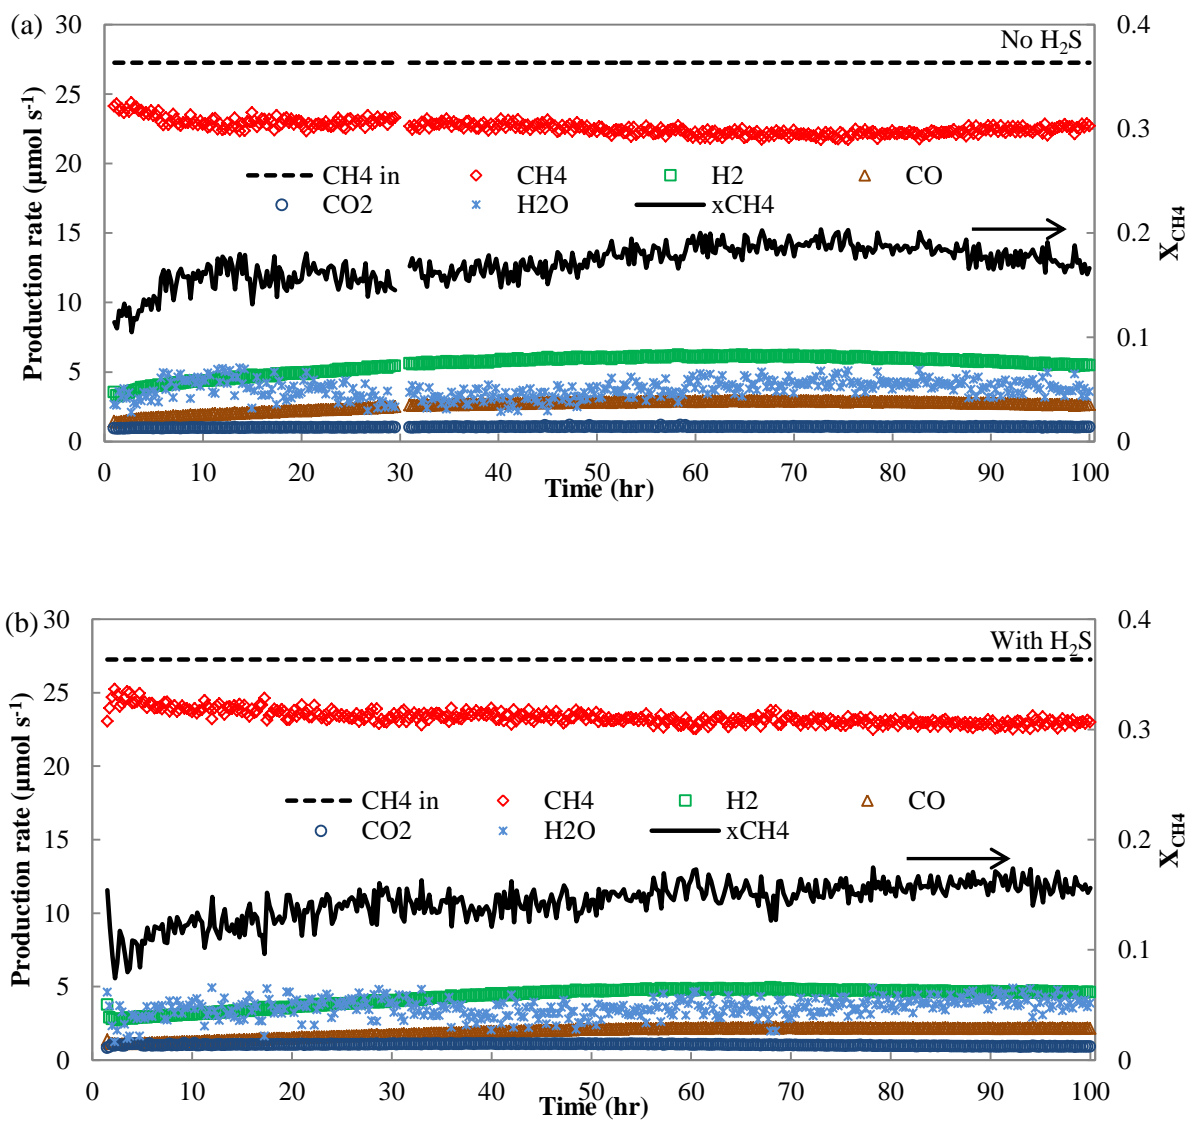 (a)
30
25
20
15
10
5
0
Production rate (μmol s-1)
0.4
0.3
0.2
0.1
0
XCH4
No H2S
CH4 in CH4 H2 CO
CO2 H2O xCH4
0 10 20 30 40 50 60 70 80 90 100
Time (hr)
(b)
30
25
20
15
10
5
0
Production rate (μmol s-1)
0.4
0.3
0.2
0.1
0
XCH4
With H2S
CH4 in CH4 H2 CO
CO2 H2O xCH4
0 10 20 30 40 50 60 70 80 90 100
Time (hr)